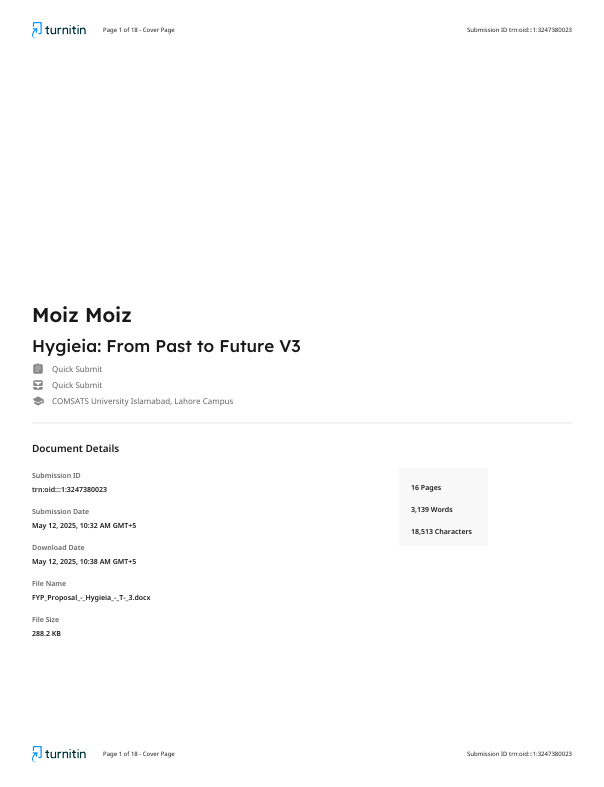 turnitin Page 1 of 18 - Cover Page Submission ID trn:oid:::1:3247380023
Moiz Moiz
Hygieia: From Past to Future V3
Quick Submit
Quick Submit
COMSATS University Islamabad, Lahore Campus
Document Details
Submission ID
trn:oid:::1:3247380023
Submission Date
May 12, 2025, 10:32 AM GMT+5
Download Date
May 12, 2025, 10:38 AM GMT+5
File Name
FYP_Proposal_-_Hygieia_-_T-_3.docx
File Size
288.2 KB
16 Pages
3,139 Words
18,513 Characters
turnitin Page 1 of 18 - Cover Page Submission ID trn:oid:::1:3247380023